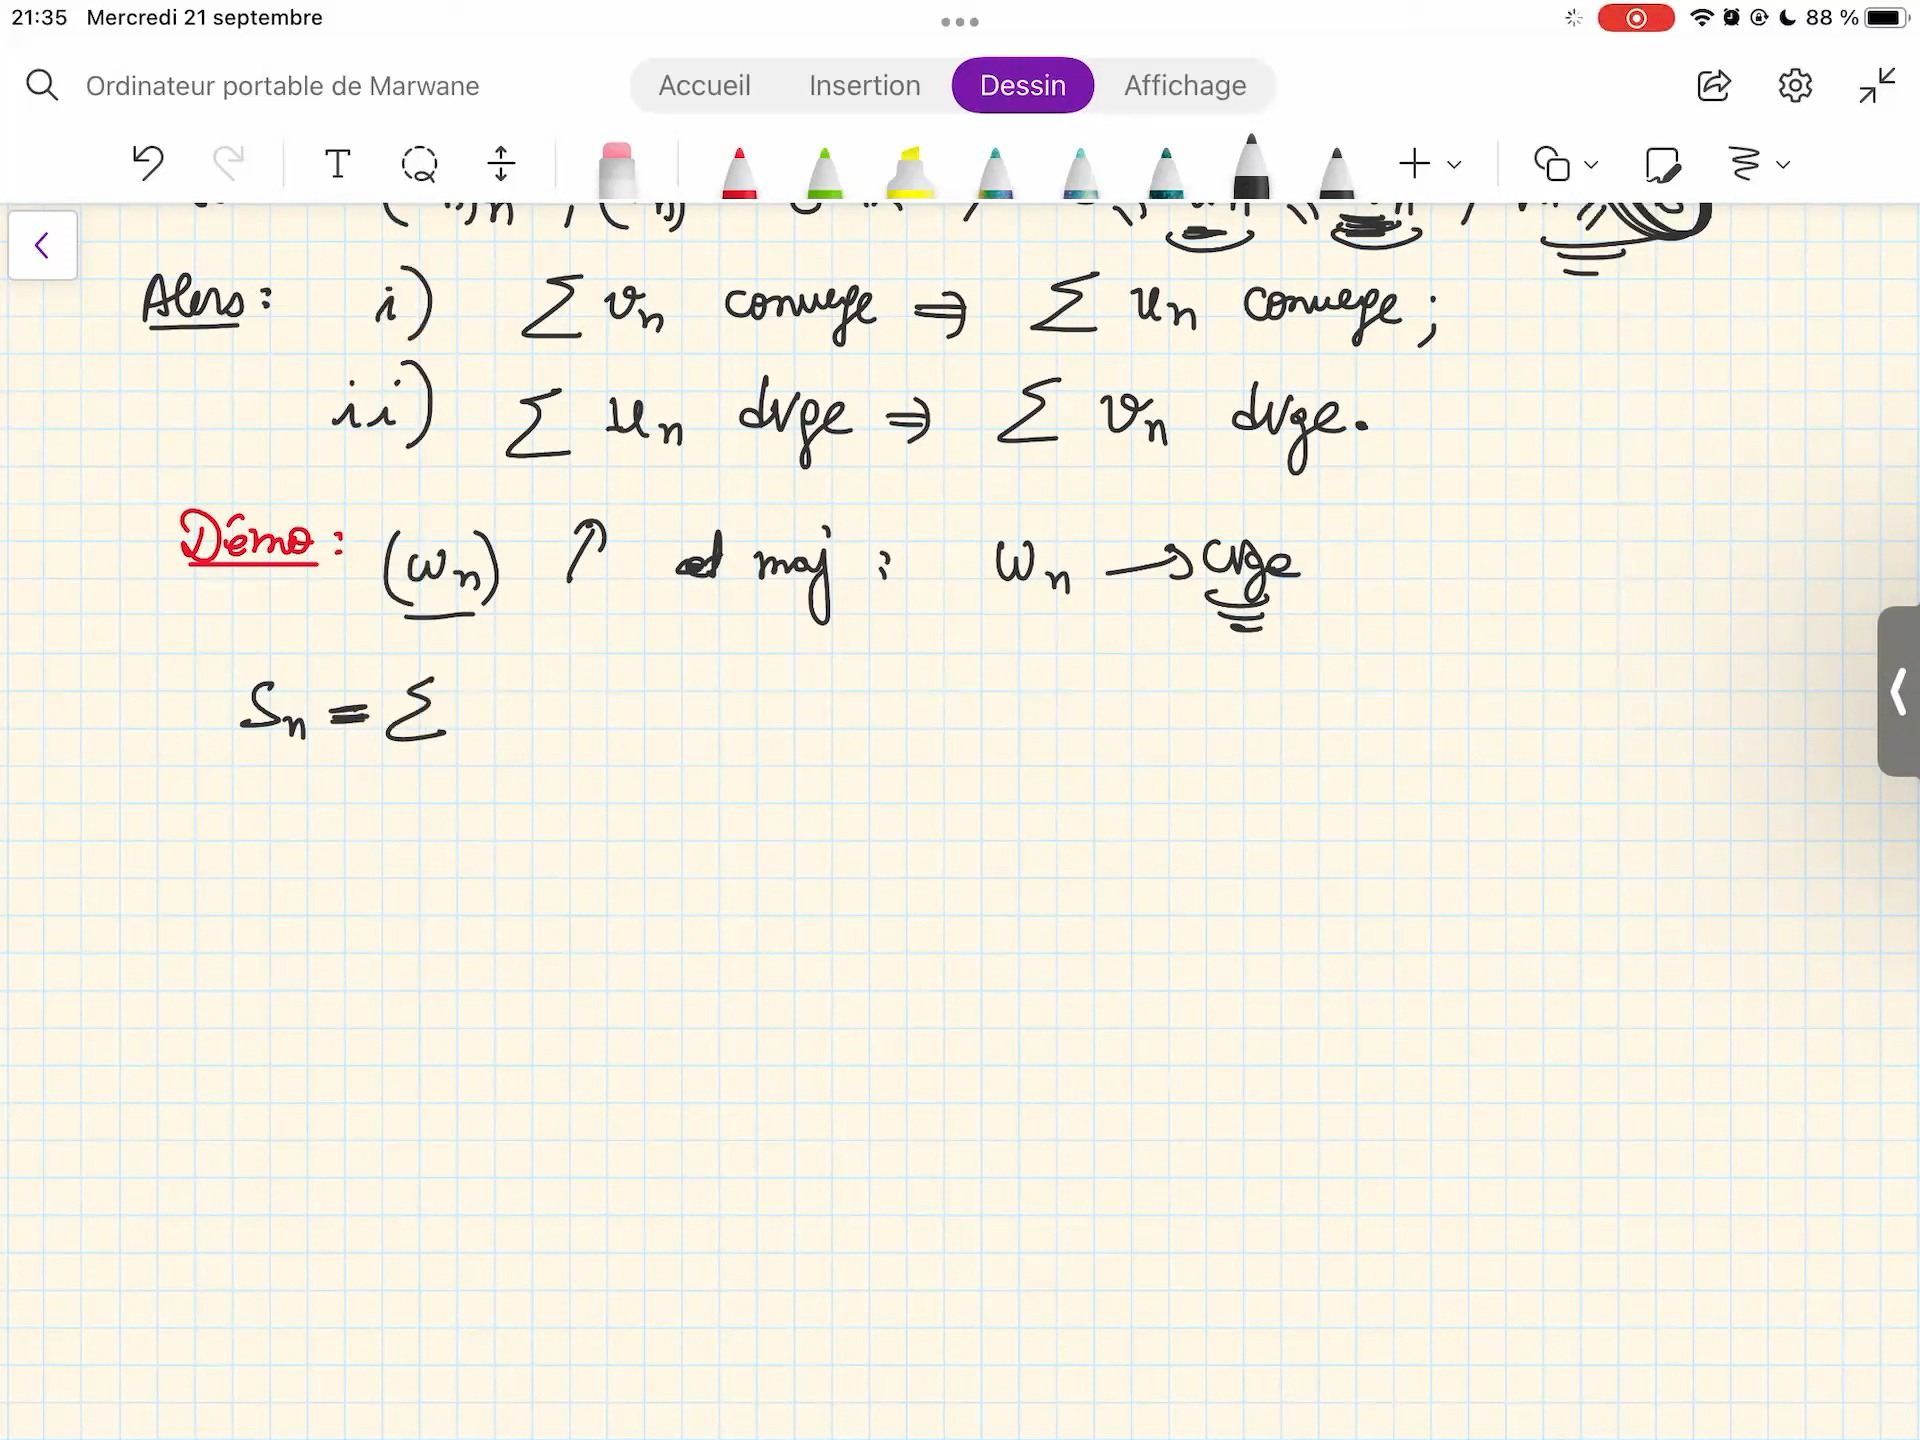 21:35 Mercredi 21 septembre 88 %
Ordinateur portable de Marwane Accueil Insertion Dessin Affichage
T
Alors : i) ∑ vₙ converge ⇒ ∑ uₙ converge ;
ii) ∑ uₙ dvge ⇒ ∑ vₙ dvge.
Démo : (wₙ) ↑ et maj : wₙ → cvge
Sₙ = ∑